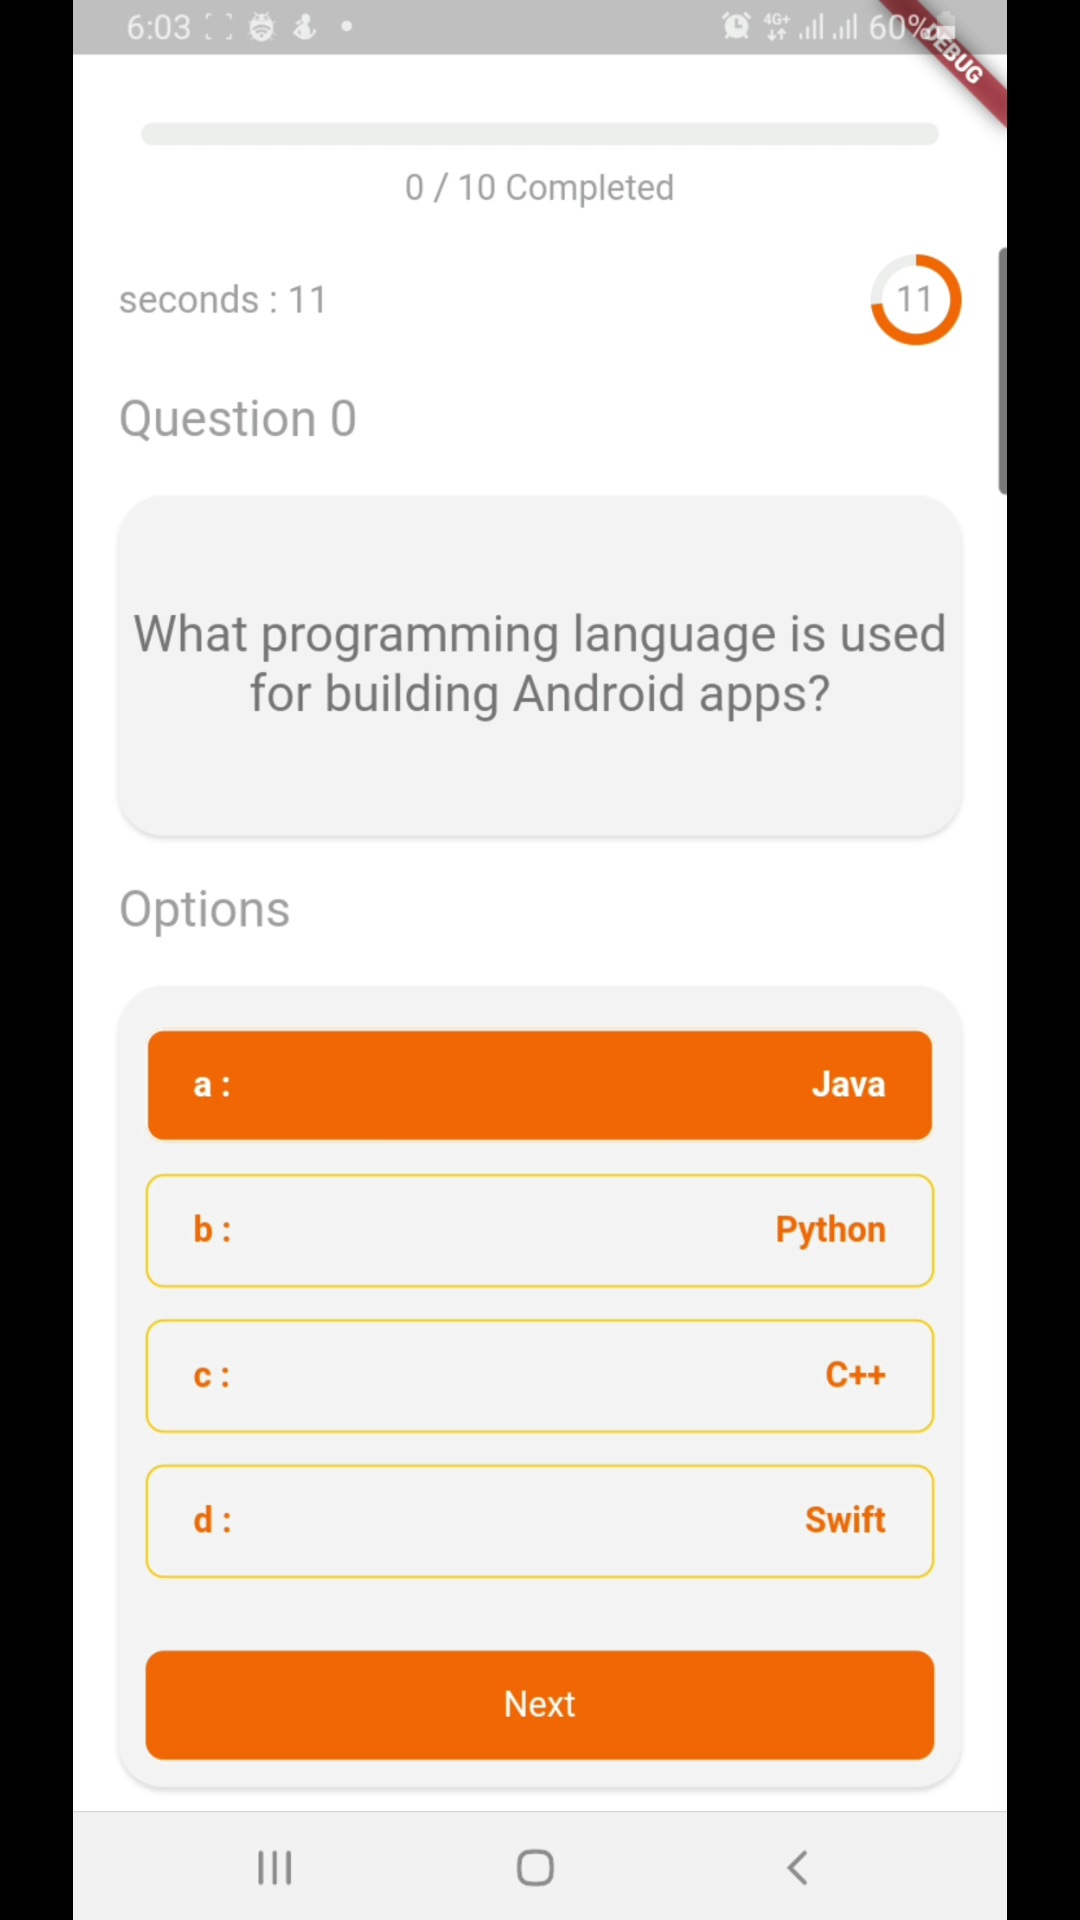 6:03
4G+
60%
DEBUG
0 / 10 Completed
seconds : 11
11
Question 0
What programming language is used
for building Android apps?
Options
a :
Java
b :
Python
c :
C++
d :
Swift
Next